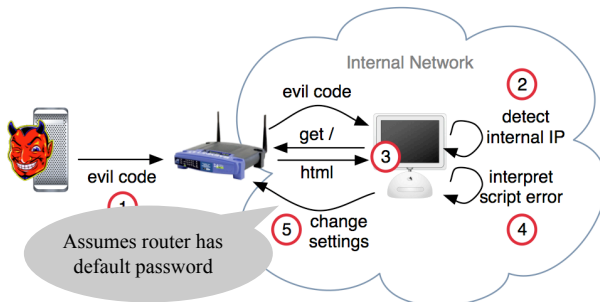 Internal Network
evil code
2
detect
internal IP
get /
3
html
evil code
1
interpret
script error
4
5
change
settings
Assumes router has
default password